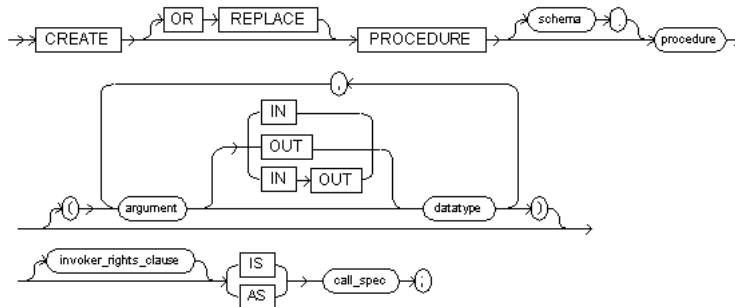 OR REPLACE schema .
CREATE PROCEDURE procedure
,
IN
OUT
IN OUT
( argument datatype )
invoker_rights_clause IS
AS call_spec ;